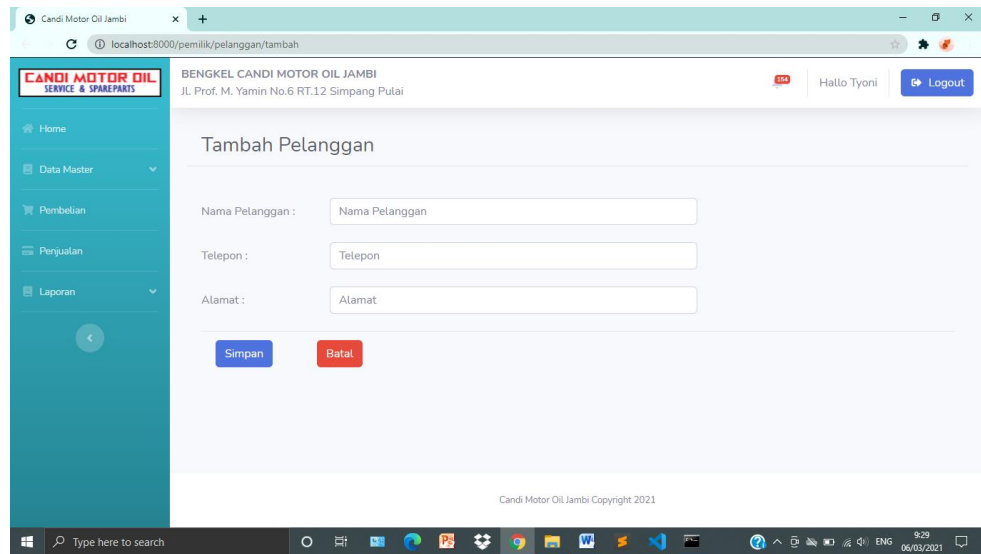 Candi Motor Oil Jambi
localhost:8000/pemilik/pelanggan/tambah
CANDI MOTOR OIL
SERVICE & SPAREPARTS
BENGKEL CANDI MOTOR OIL JAMBI
JL Prof. M. Yamin No.6 RT.12 Simpang Pulai
154
Hallo Tyoni
Logout
Home
Data Master
Pembelian
Penjualan
Laporan
Tambah Pelanggan
Nama Pelanggan :
Nama Pelanggan
Telepon :
Telepon
Alamat :
Alamat
Simpan
Batal
Candi Motor Oil Jambi Copyright 2021
Type here to search
ENG
9:29
06/03/2021